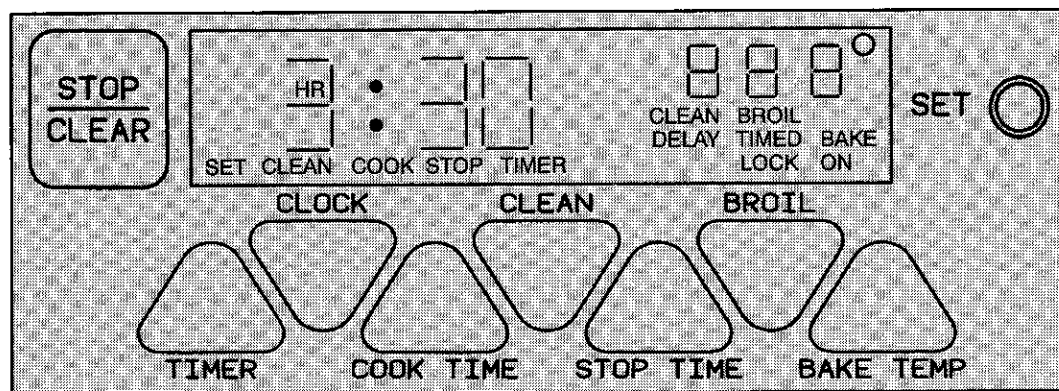 STOP
CLEAR
HR
3:30
888°
CLEAN BROIL
DELAY TIMED BAKE
LOCK ON
SET CLEAN COOK STOP TIMER
SET
CLOCK CLEAN BROIL
TIMER COOK TIME STOP TIME BAKE TEMP